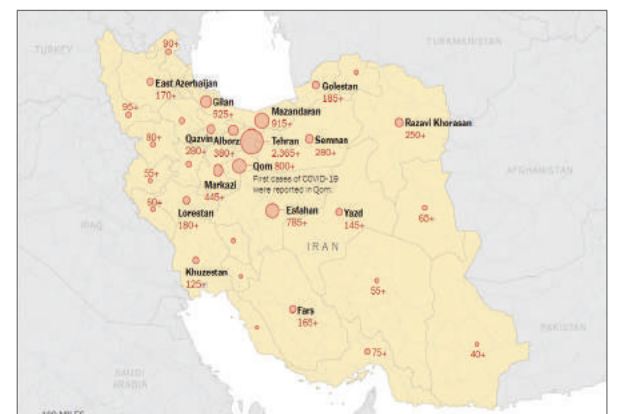 TURKEY
TURKMENISTAN
90+
East Azerbaijan
170+
Golestan
185+
95+
Gilan
525+
Mazandaran
915+
Razavi Khorasan
250+
80+
Qazvin
280+
Alborz
380+
Tehran
2,365+
Semnan
280+
Qom 800+
First cases of COVID-19
were reported in Qom.
55+
Markazi
445+
AFGHANISTAN
Lorestan
180+
Esfahan
785+
Yazd
145+
60+
IRAQ
IRAN
Khuzestan
125+
55+
Fars
165+
PAKISTAN
75+
40+
SAUDI
ARABIA
100 MILES